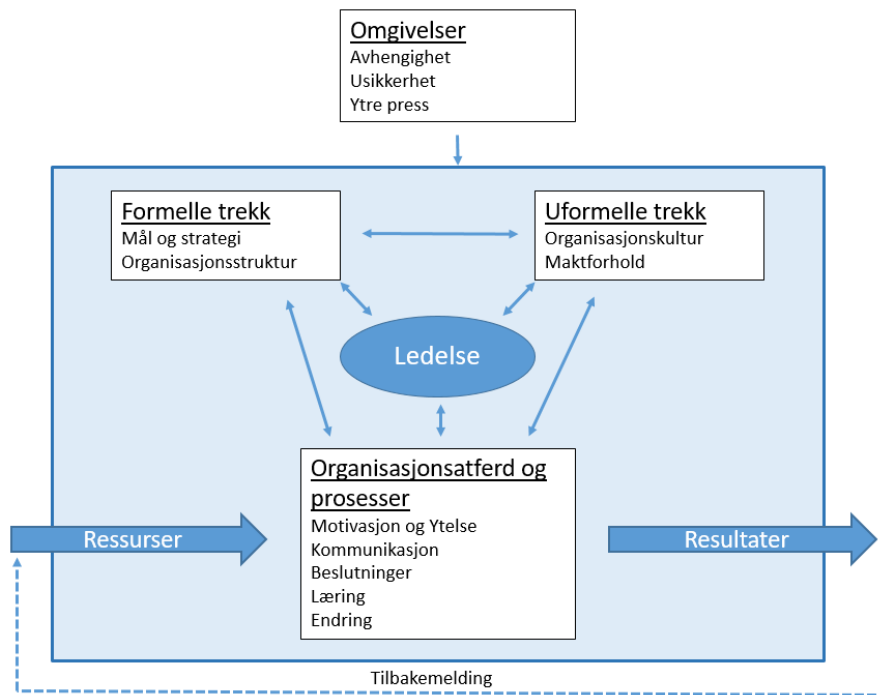 Omgivelser
Avhengighet
Usikkerhet
Ytre press
Formelle trekk
Mål og strategi
Organisasjonsstruktur
Uformelle trekk
Organisasjonskultur
Maktforhold
Ledelse
Organisasjonsatferd og
prosesser
Motivasjon og Ytelse
Kommunikasjon
Beslutninger
Læring
Endring
Ressurser
Resultater
Tilbakemelding